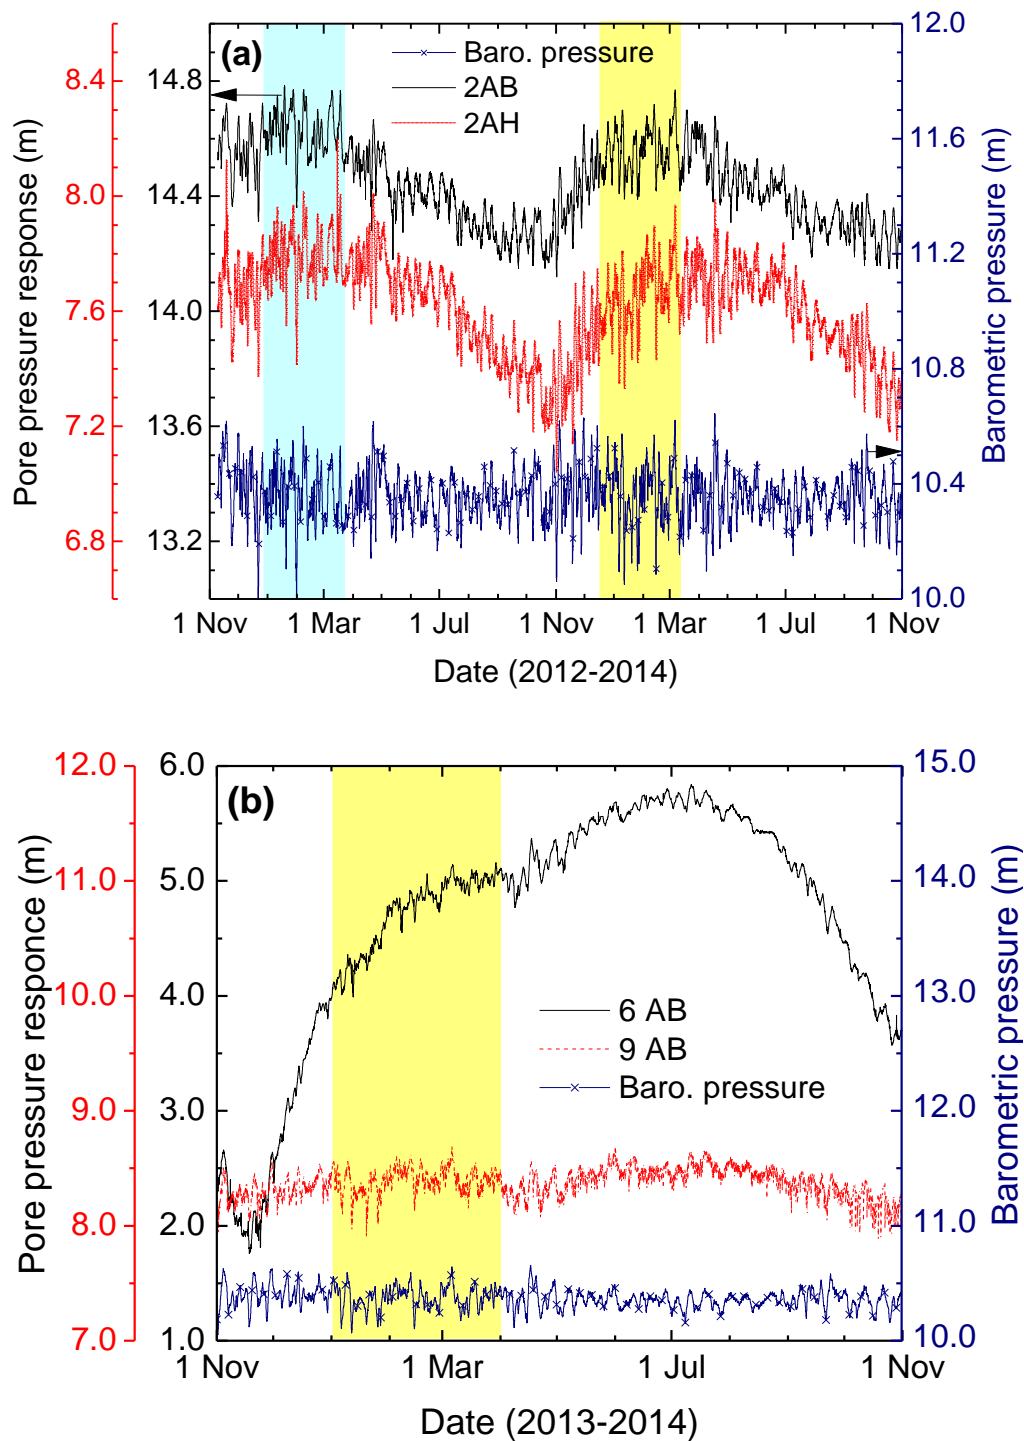 (a)
Baro. pressure
2AB
2AH
Pore pressure response (m)
8.4
8.0
7.6
7.2
6.8
14.8
14.4
14.0
13.6
13.2
12.0
11.6
11.2
10.8
10.4
10.0
Barometric pressure (m)
1 Nov 1 Mar 1 Jul 1 Nov 1 Mar 1 Jul 1 Nov
Date (2012-2014)
(b)
6 AB
9 AB
Baro. pressure
Pore pressure responce (m)
12.0
11.0
10.0
9.0
8.0
7.0
6.0
5.0
4.0
3.0
2.0
1.0
15.0
14.0
13.0
12.0
11.0
10.0
Barometric pressure (m)
1 Nov 1 Mar 1 Jul 1 Nov
Date (2013-2014)